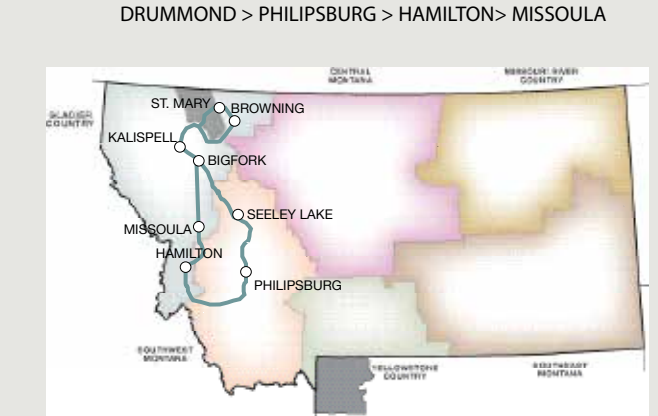 DRUMMOND > PHILIPSBURG > HAMILTON> MISSOULA
CENTRAL
MONTANA
MISSOURI RIVER
COUNTRY
ST. MARY
BROWNING
GLACIER
COUNTRY
KALISPELL
BIGFORK
SEELEY LAKE
MISSOULA
HAMILTON
PHILIPSBURG
SOUTHWEST
MONTANA
YELLOWSTONE
COUNTRY
SOUTHEAST
MONTANA